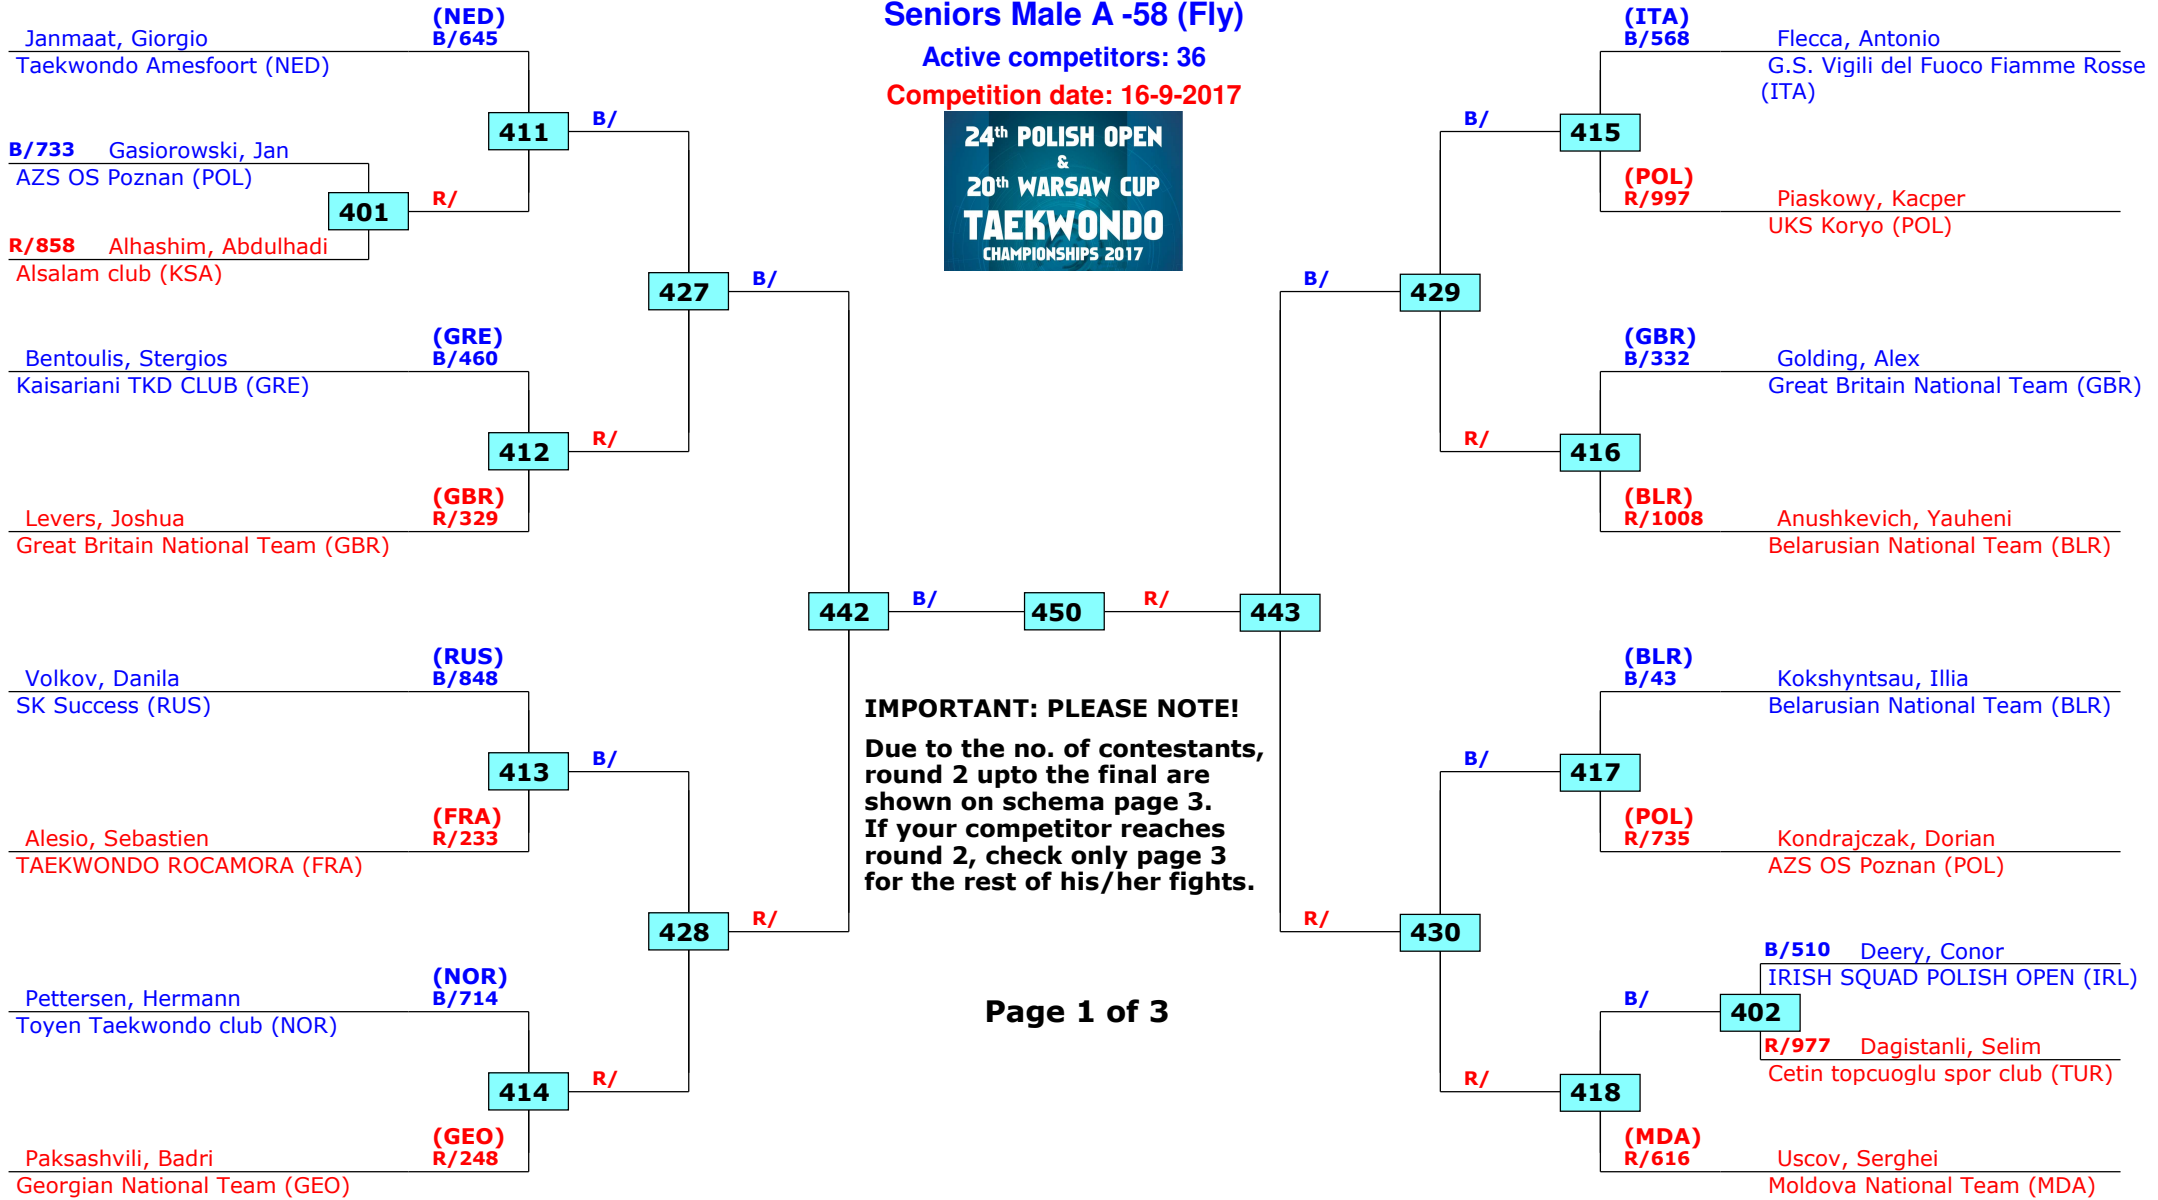 Seniors Male A -58 (Fly)
Active competitors: 36
Competition date: 16-9-2017
24th POLISH OPEN
&
20th WARSAW CUP
TAEKWONDO
CHAMPIONSHIPS 2017
(NED)
Janmaat, Giorgio B/645
Taekwondo Amesfoort (NED)
411 B/
B/733 Gasiorowski, Jan
AZS OS Poznan (POL)
401 R/
R/858 Alhashim, Abdulhadi
Alsalam club (KSA)
427 B/
(GRE)
Bentoulis, Stergios B/460
Kaisariani TKD CLUB (GRE)
412 R/
(GBR)
Levers, Joshua R/329
Great Britain National Team (GBR)
442 B/
(RUS)
Volkov, Danila B/848
SK Success (RUS)
413 B/
(FRA)
Alesio, Sebastien R/233
TAEKWONDO ROCAMORA (FRA)
428 R/
(NOR)
Pettersen, Hermann B/714
Toyen Taekwondo club (NOR)
414 R/
(GEO)
Paksashvili, Badri R/248
Georgian National Team (GEO)
450
IMPORTANT: PLEASE NOTE!
Due to the no. of contestants,
round 2 upto the final are
shown on schema page 3.
If your competitor reaches
round 2, check only page 3
for the rest of his/her fights.
Page 1 of 3
(ITA)
B/568 Flecca, Antonio
G.S. Vigili del Fuoco Fiamme Rosse
(ITA)
B/ 415
(POL)
R/997 Piaskowy, Kacper
UKS Koryo (POL)
B/ 429
(GBR)
B/332 Golding, Alex
Great Britain National Team (GBR)
R/ 416
(BLR)
R/1008 Anushkevich, Yauheni
Belarusian National Team (BLR)
R/ 443
(BLR)
B/43 Kokshyntsau, Illia
Belarusian National Team (BLR)
B/ 417
(POL)
R/735 Kondrajczak, Dorian
AZS OS Poznan (POL)
R/ 430
B/510 Deery, Conor
IRISH SQUAD POLISH OPEN (IRL)
B/ 402
R/977 Dagistanli, Selim
Cetin topcuoglu spor club (TUR)
R/ 418
(MDA)
R/616 Uscov, Serghei
Moldova National Team (MDA)